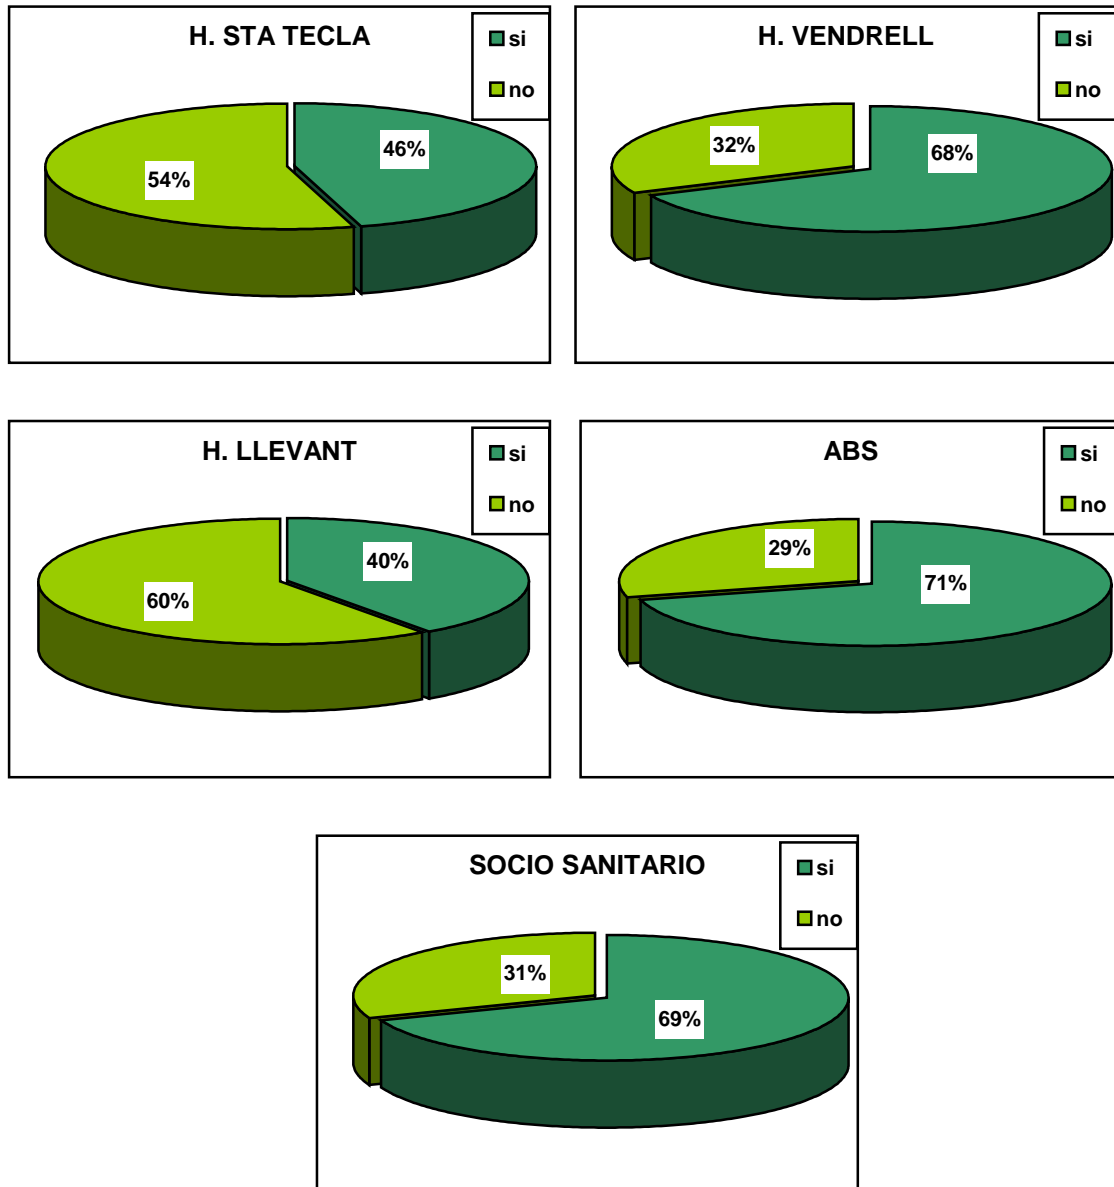 H. STA TECLA
si
no
46%
54%
H. VENDRELL
si
no
32%
68%
H. LLEVANT
si
no
40%
60%
ABS
si
no
29%
71%
SOCIO SANITARIO
si
no
31%
69%